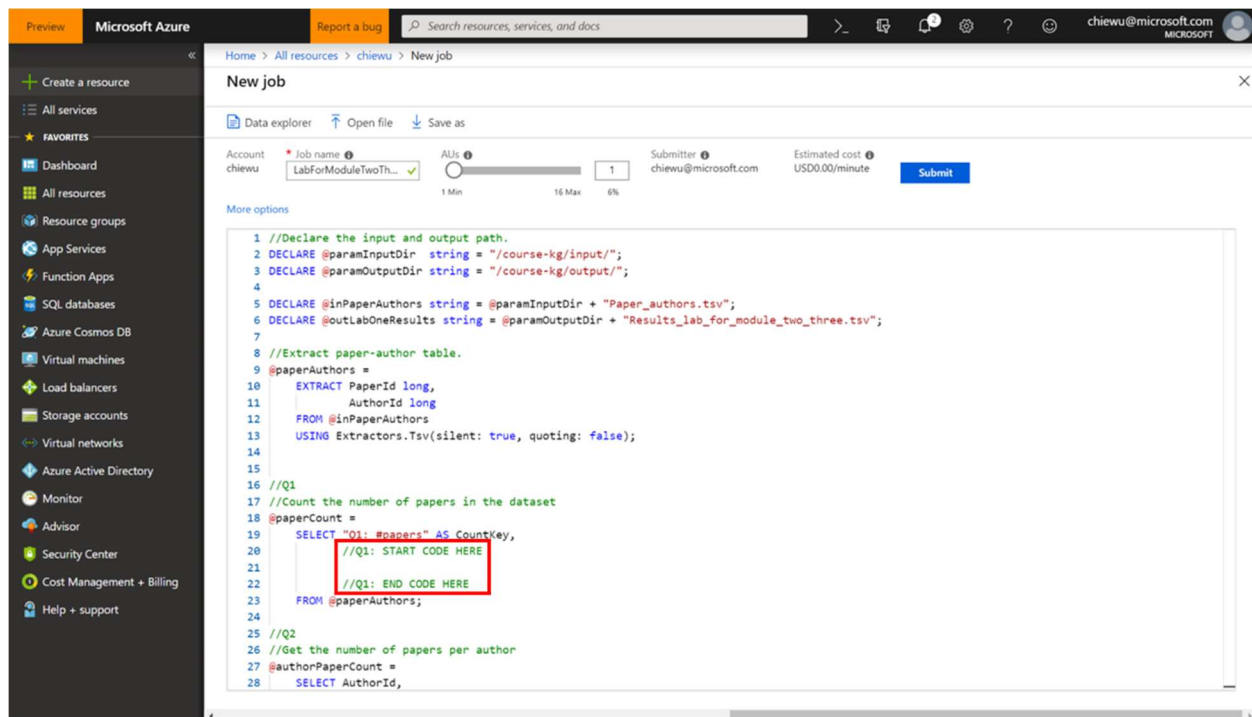 Preview Microsoft Azure Report a bug Search resources, services, and docs >_ 2 ? chiewu@microsoft.com
MICROSOFT
«
Home > All resources > chiewu > New job
Create a resource
All services
FAVORITES
Dashboard
All resources
Resource groups
App Services
Function Apps
SQL databases
Azure Cosmos DB
Virtual machines
Load balancers
Storage accounts
Virtual networks
Azure Active Directory
Monitor
Advisor
Security Center
Cost Management + Billing
Help + support
New job
Data explorer Open file Save as
Account * Job name AUs Submitter Estimated cost
chiewu LabForModuleTwoTh... 1 chiewu@microsoft.com USD0.00/minute Submit
1 Min 16 Max 6%
More options
1 //Declare the input and output path.
2 DECLARE @paramInputDir string = "/course-kg/input/";
3 DECLARE @paramOutputDir string = "/course-kg/output/";
4
5 DECLARE @inPaperAuthors string = @paramInputDir + "Paper_authors.tsv";
6 DECLARE @outLabOneResults string = @paramOutputDir + "Results_lab_for_module_two_three.tsv";
7
8 //Extract paper-author table.
9 @paperAuthors =
10 EXTRACT PaperId long,
11 AuthorId long
12 FROM @inPaperAuthors
13 USING Extractors.Tsv(silent: true, quoting: false);
14
15
16 //Q1
17 //Count the number of papers in the dataset
18 @paperCount =
19 SELECT "Q1: #papers" AS CountKey,
20 //Q1: START CODE HERE
21
22 //Q1: END CODE HERE
23 FROM @paperAuthors;
24
25 //Q2
26 //Get the number of papers per author
27 @authorPaperCount =
28 SELECT AuthorId,